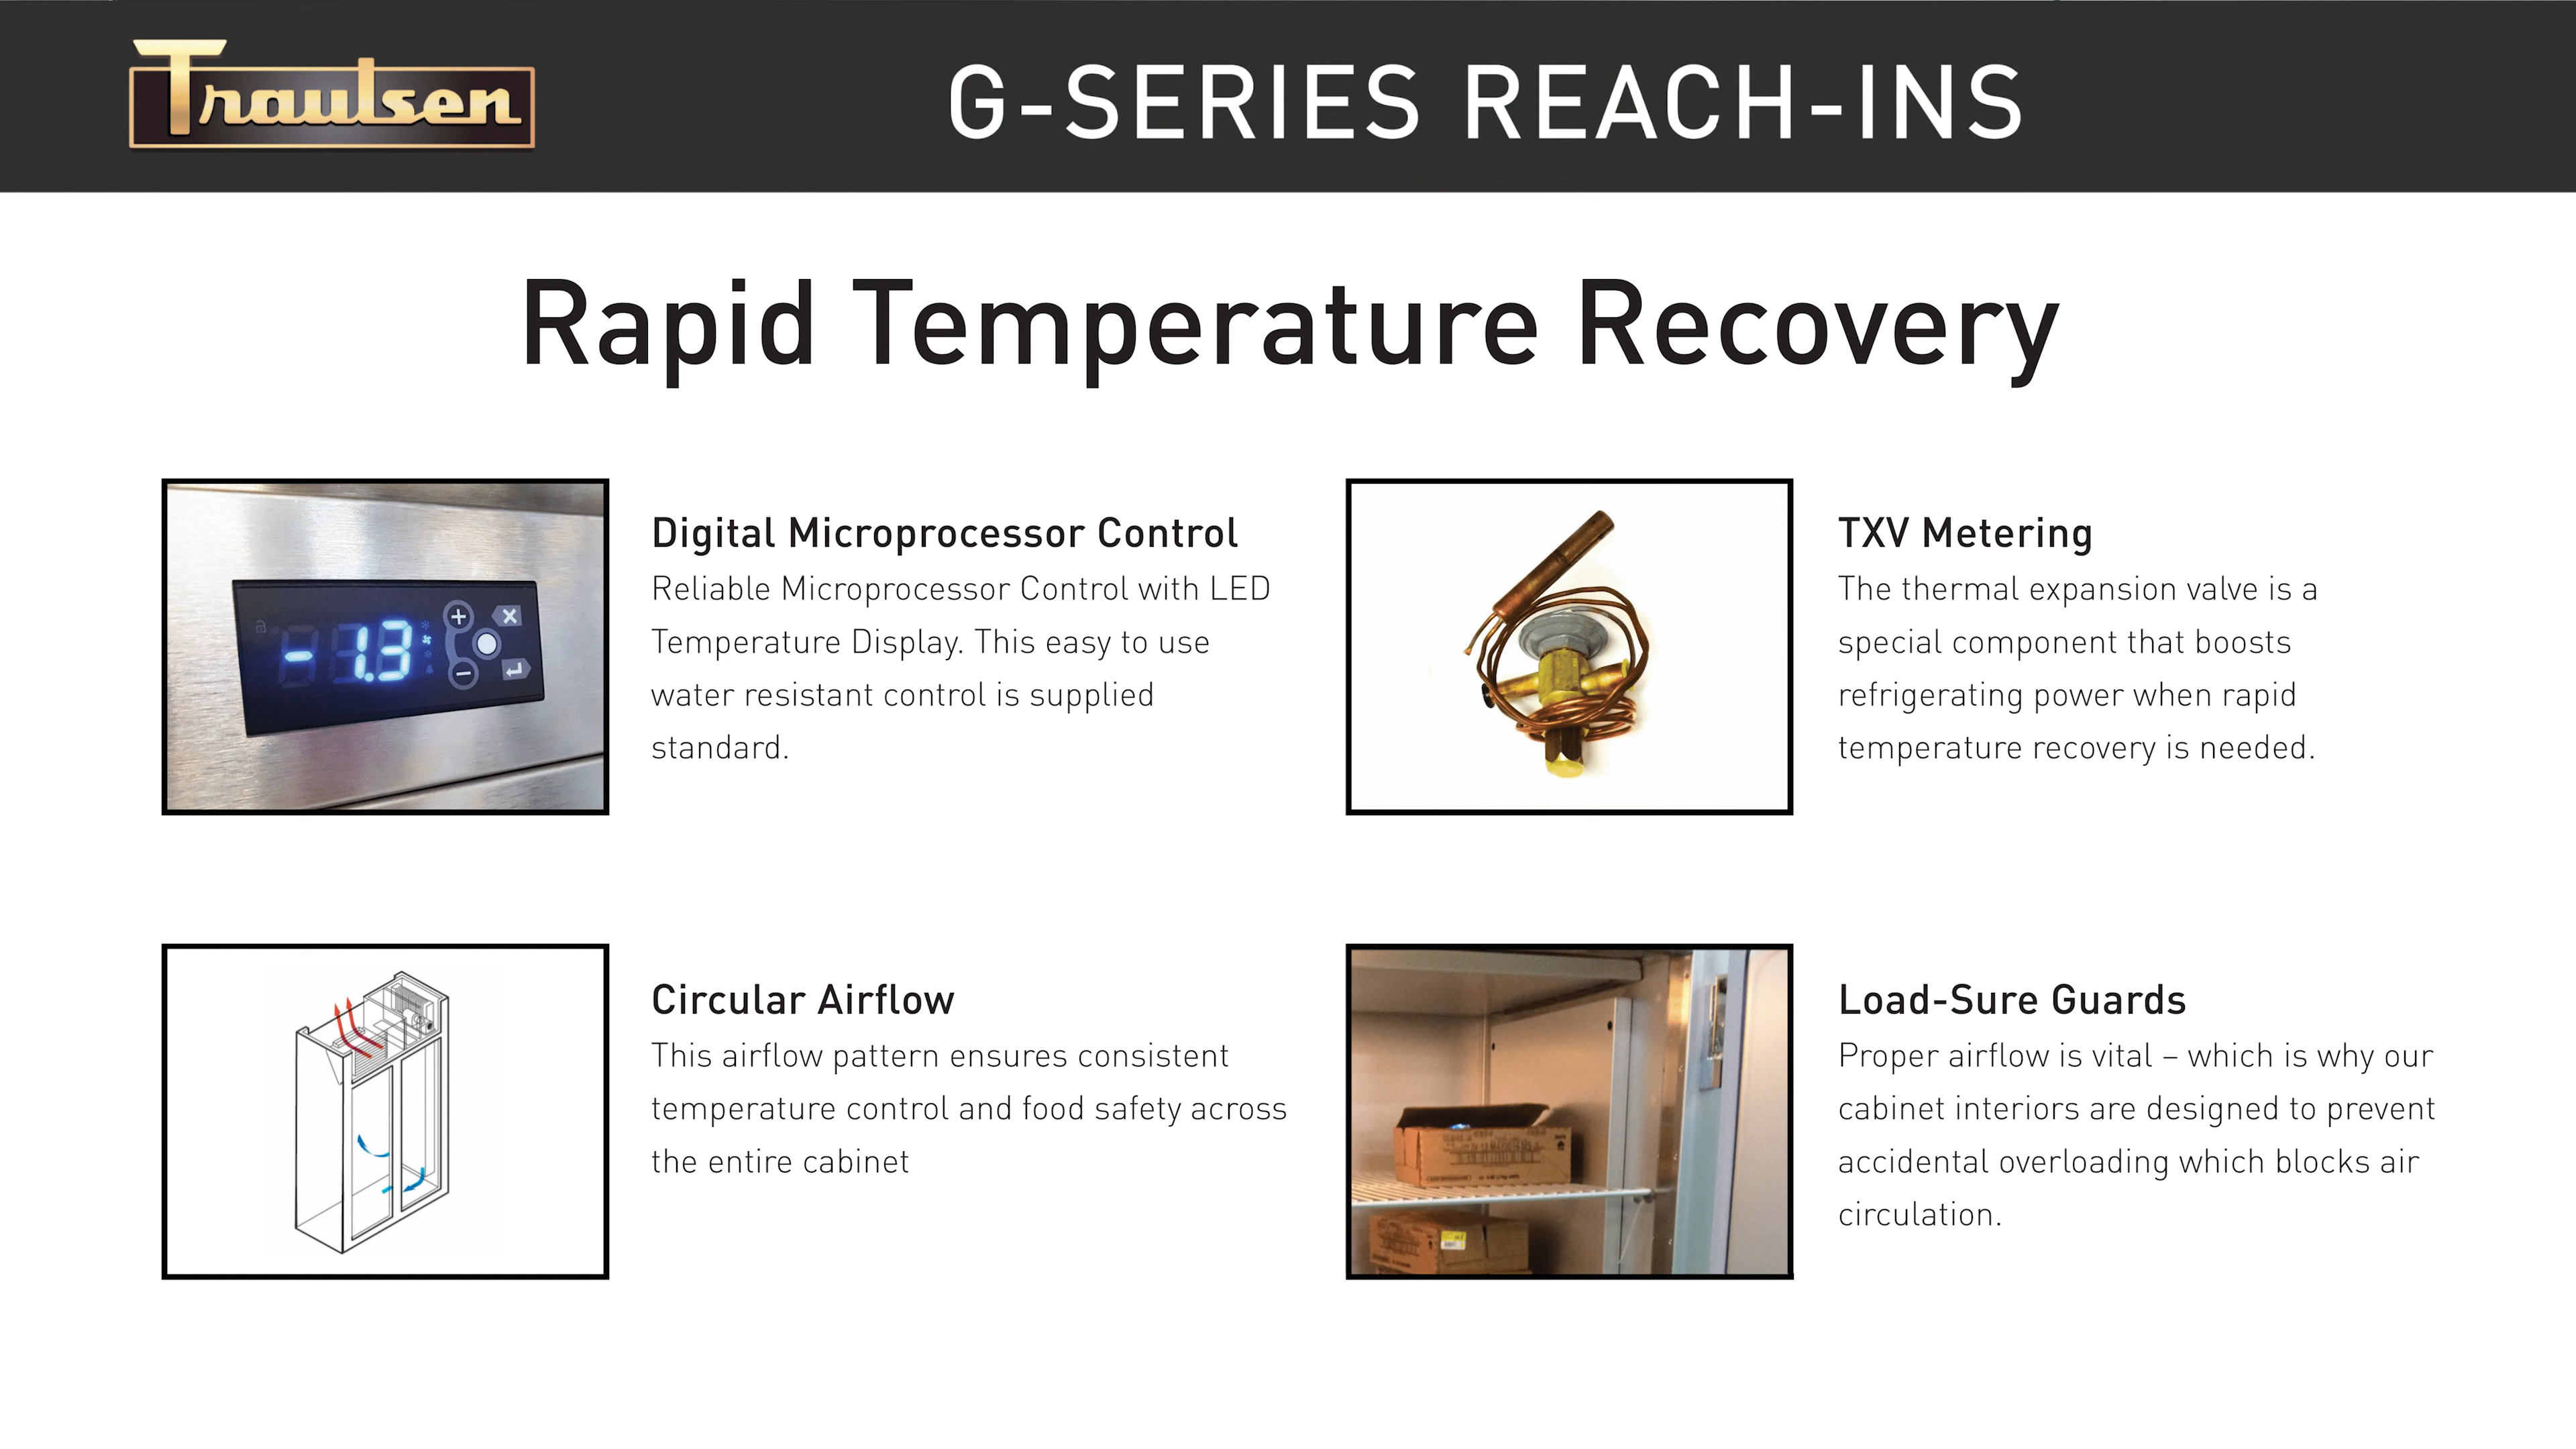 Traulsen
G-SERIES REACH-INS
Rapid Temperature Recovery
- 1.3
Digital Microprocessor Control
Reliable Microprocessor Control with LED
Temperature Display. This easy to use
water resistant control is supplied
standard.
TXV Metering
The thermal expansion valve is a
special component that boosts
refrigerating power when rapid
temperature recovery is needed.
Circular Airflow
This airflow pattern ensures consistent
temperature control and food safety across
the entire cabinet
Load-Sure Guards
Proper airflow is vital – which is why our
cabinet interiors are designed to prevent
accidental overloading which blocks air
circulation.